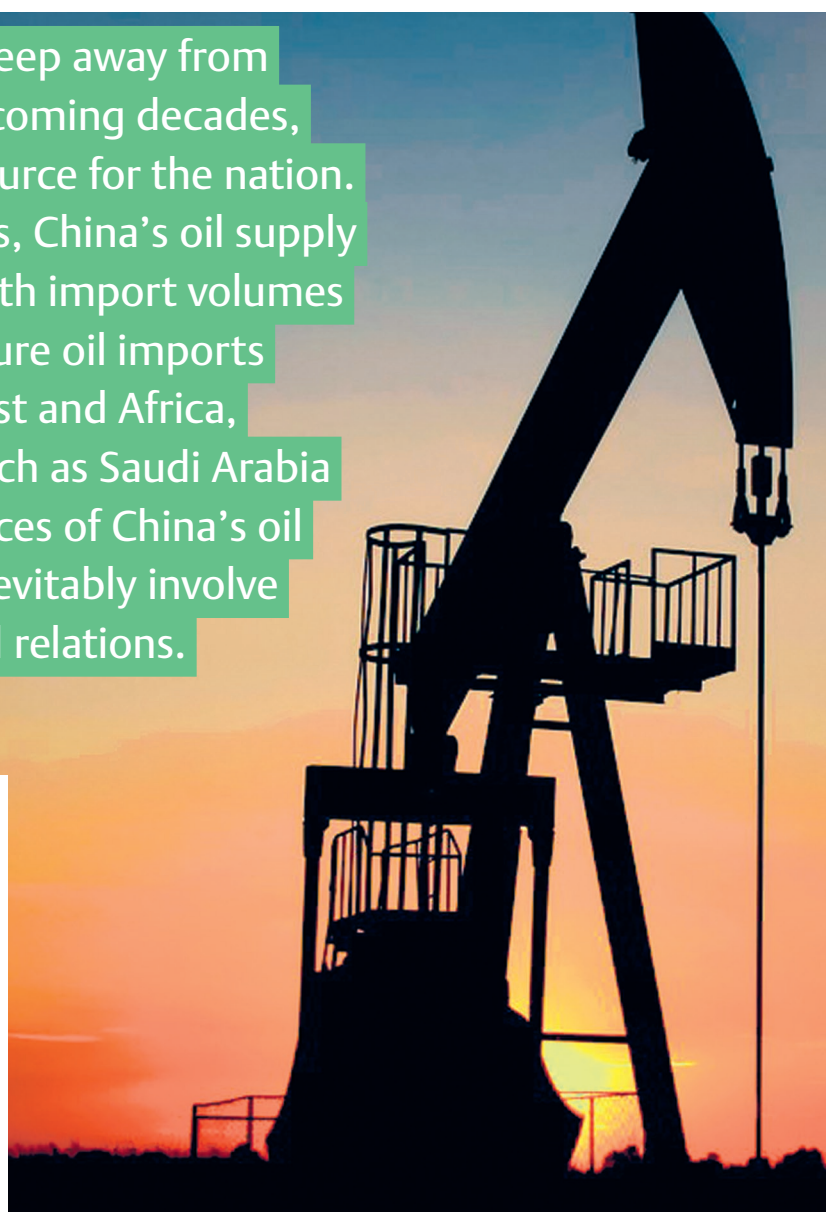 eep away from
coming decades,
urce for the nation.
s, China’s oil supply
th import volumes
ure oil imports
st and Africa,
ch as Saudi Arabia
ces of China’s oil
evitably involve
l relations.